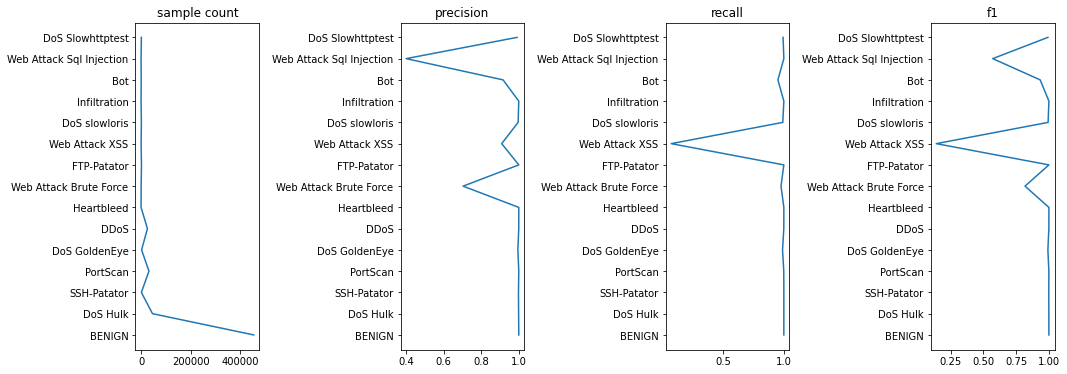 sample count
DoS Slowhttptest
Web Attack Sql Injection
Bot
Infiltration
DoS slowloris
Web Attack XSS
FTP-Patator
Web Attack Brute Force
Heartbleed
DDoS
DoS GoldenEye
PortScan
SSH-Patator
DoS Hulk
BENIGN
0 200000 400000
precision
DoS Slowhttptest
Web Attack Sql Injection
Bot
Infiltration
DoS slowloris
Web Attack XSS
FTP-Patator
Web Attack Brute Force
Heartbleed
DDoS
DoS GoldenEye
PortScan
SSH-Patator
DoS Hulk
BENIGN
0.4 0.6 0.8 1.0
recall
DoS Slowhttptest
Web Attack Sql Injection
Bot
Infiltration
DoS slowloris
Web Attack XSS
FTP-Patator
Web Attack Brute Force
Heartbleed
DDoS
DoS GoldenEye
PortScan
SSH-Patator
DoS Hulk
BENIGN
0.5 1.0
f1
DoS Slowhttptest
Web Attack Sql Injection
Bot
Infiltration
DoS slowloris
Web Attack XSS
FTP-Patator
Web Attack Brute Force
Heartbleed
DDoS
DoS GoldenEye
PortScan
SSH-Patator
DoS Hulk
BENIGN
0.25 0.50 0.75 1.00